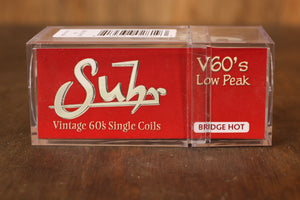 Suhr
Vintage 60's Single Coils
V60's
Low Peak
BRIDGE HOT